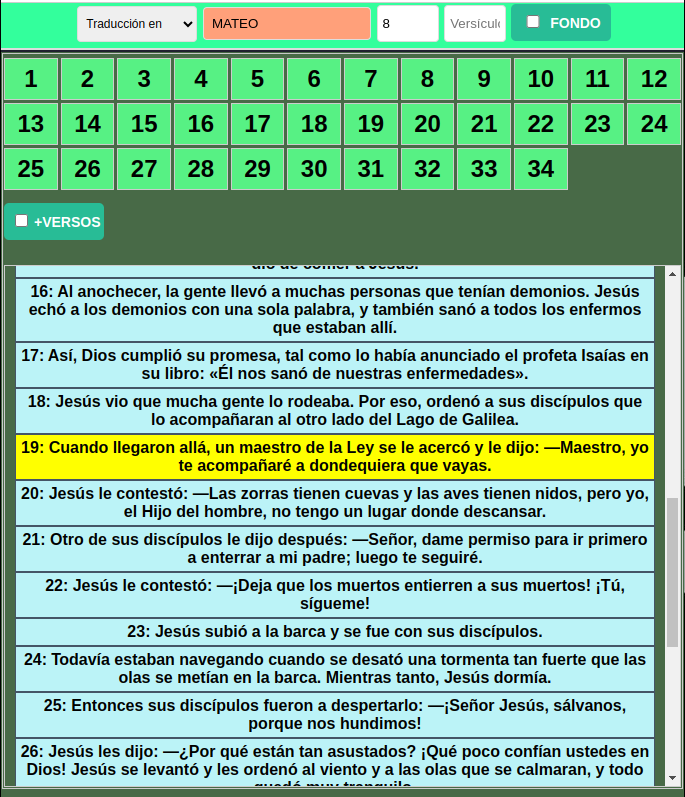 Traducción en MATEO 8 Versículo FONDO
1 2 3 4 5 6 7 8 9 10 11 12
13 14 15 16 17 18 19 20 21 22 23 24
25 26 27 28 29 30 31 32 33 34
+VERSOS
dio de comer a Jesús.
16: Al anochecer, la gente llevó a muchas personas que tenían demonios. Jesús
echó a los demonios con una sola palabra, y también sanó a todos los enfermos
que estaban allí.
17: Así, Dios cumplió su promesa, tal como lo había anunciado el profeta Isaías en
su libro: «Él nos sanó de nuestras enfermedades».
18: Jesús vio que mucha gente lo rodeaba. Por eso, ordenó a sus discípulos que
lo acompañaran al otro lado del Lago de Galilea.
19: Cuando llegaron allá, un maestro de la Ley se le acercó y le dijo: —Maestro, yo
te acompañaré a dondequiera que vayas.
20: Jesús le contestó: —Las zorras tienen cuevas y las aves tienen nidos, pero yo,
el Hijo del hombre, no tengo un lugar donde descansar.
21: Otro de sus discípulos le dijo después: —Señor, dame permiso para ir primero
a enterrar a mi padre; luego te seguiré.
22: Jesús le contestó: —¡Deja que los muertos entierren a sus muertos! ¡Tú,
sígueme!
23: Jesús subió a la barca y se fue con sus discípulos.
24: Todavía estaban navegando cuando se desató una tormenta tan fuerte que las
olas se metían en la barca. Mientras tanto, Jesús dormía.
25: Entonces sus discípulos fueron a despertarlo: —¡Señor Jesús, sálvanos,
porque nos hundimos!
26: Jesús les dijo: —¿Por qué están tan asustados? ¡Qué poco confían ustedes en
Dios! Jesús se levantó y les ordenó al viento y a las olas que se calmaran, y todo
quedó muy tranquilo.